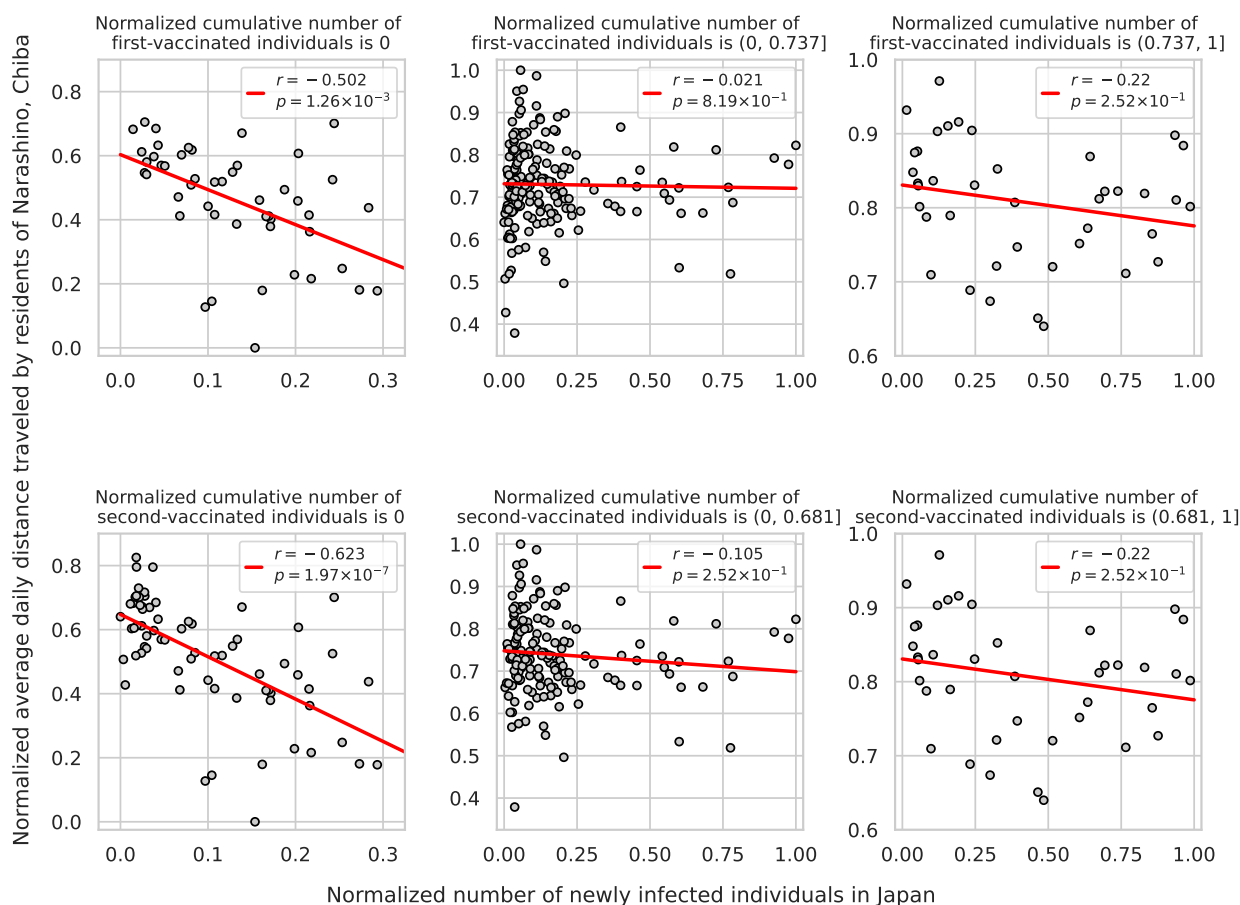 Normalized cumulative number of
first-vaccinated individuals is 0
Normalized cumulative number of
first-vaccinated individuals is (0, 0.737]
Normalized cumulative number of
first-vaccinated individuals is (0.737, 1]
r = −0.502
p = 1.26×10⁻³
r = −0.021
p = 8.19×10⁻¹
r = −0.22
p = 2.52×10⁻¹
0.8
0.6
0.4
0.2
0.0
0.0
0.1
0.2
0.3
1.0
0.9
0.8
0.7
0.6
0.5
0.4
0.00
0.25
0.50
0.75
1.00
1.0
0.9
0.8
0.7
0.6
0.00
0.25
0.50
0.75
1.00
Normalized average daily distance traveled by residents of Narashino, Chiba
Normalized cumulative number of
second-vaccinated individuals is 0
Normalized cumulative number of
second-vaccinated individuals is (0, 0.681]
Normalized cumulative number of
second-vaccinated individuals is (0.681, 1]
r = −0.623
p = 1.97×10⁻⁷
r = −0.105
p = 2.52×10⁻¹
r = −0.22
p = 2.52×10⁻¹
0.8
0.6
0.4
0.2
0.0
0.0
0.1
0.2
0.3
1.0
0.9
0.8
0.7
0.6
0.5
0.4
0.00
0.25
0.50
0.75
1.00
1.0
0.9
0.8
0.7
0.6
0.00
0.25
0.50
0.75
1.00
Normalized number of newly infected individuals in Japan